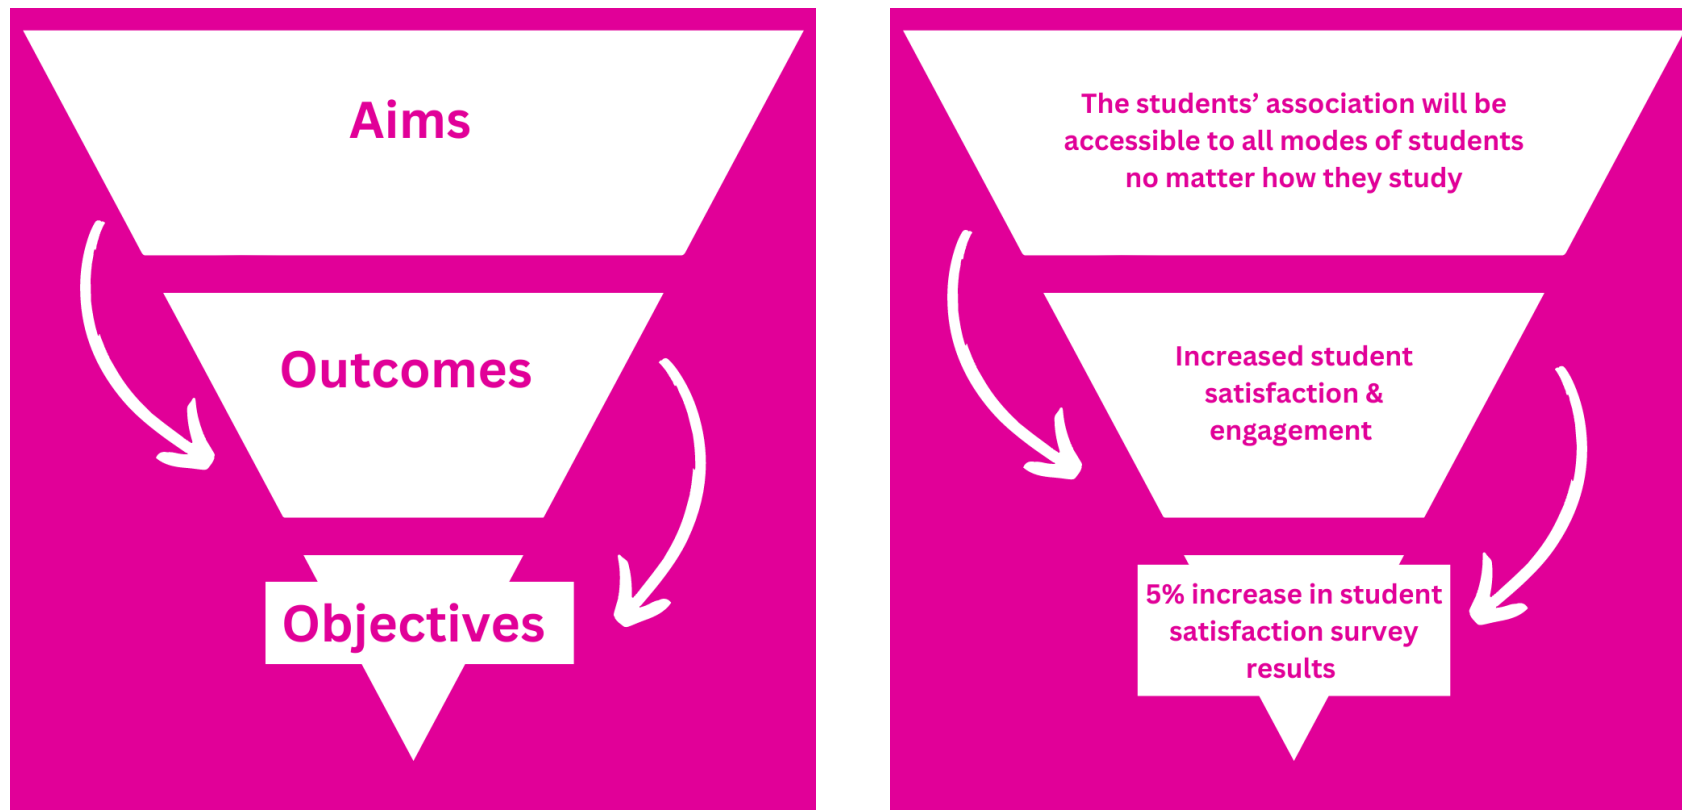 Aims
Outcomes
Objectives
The students’ association will be
accessible to all modes of students
no matter how they study
Increased student
satisfaction &
engagement
5% increase in student
satisfaction survey
results